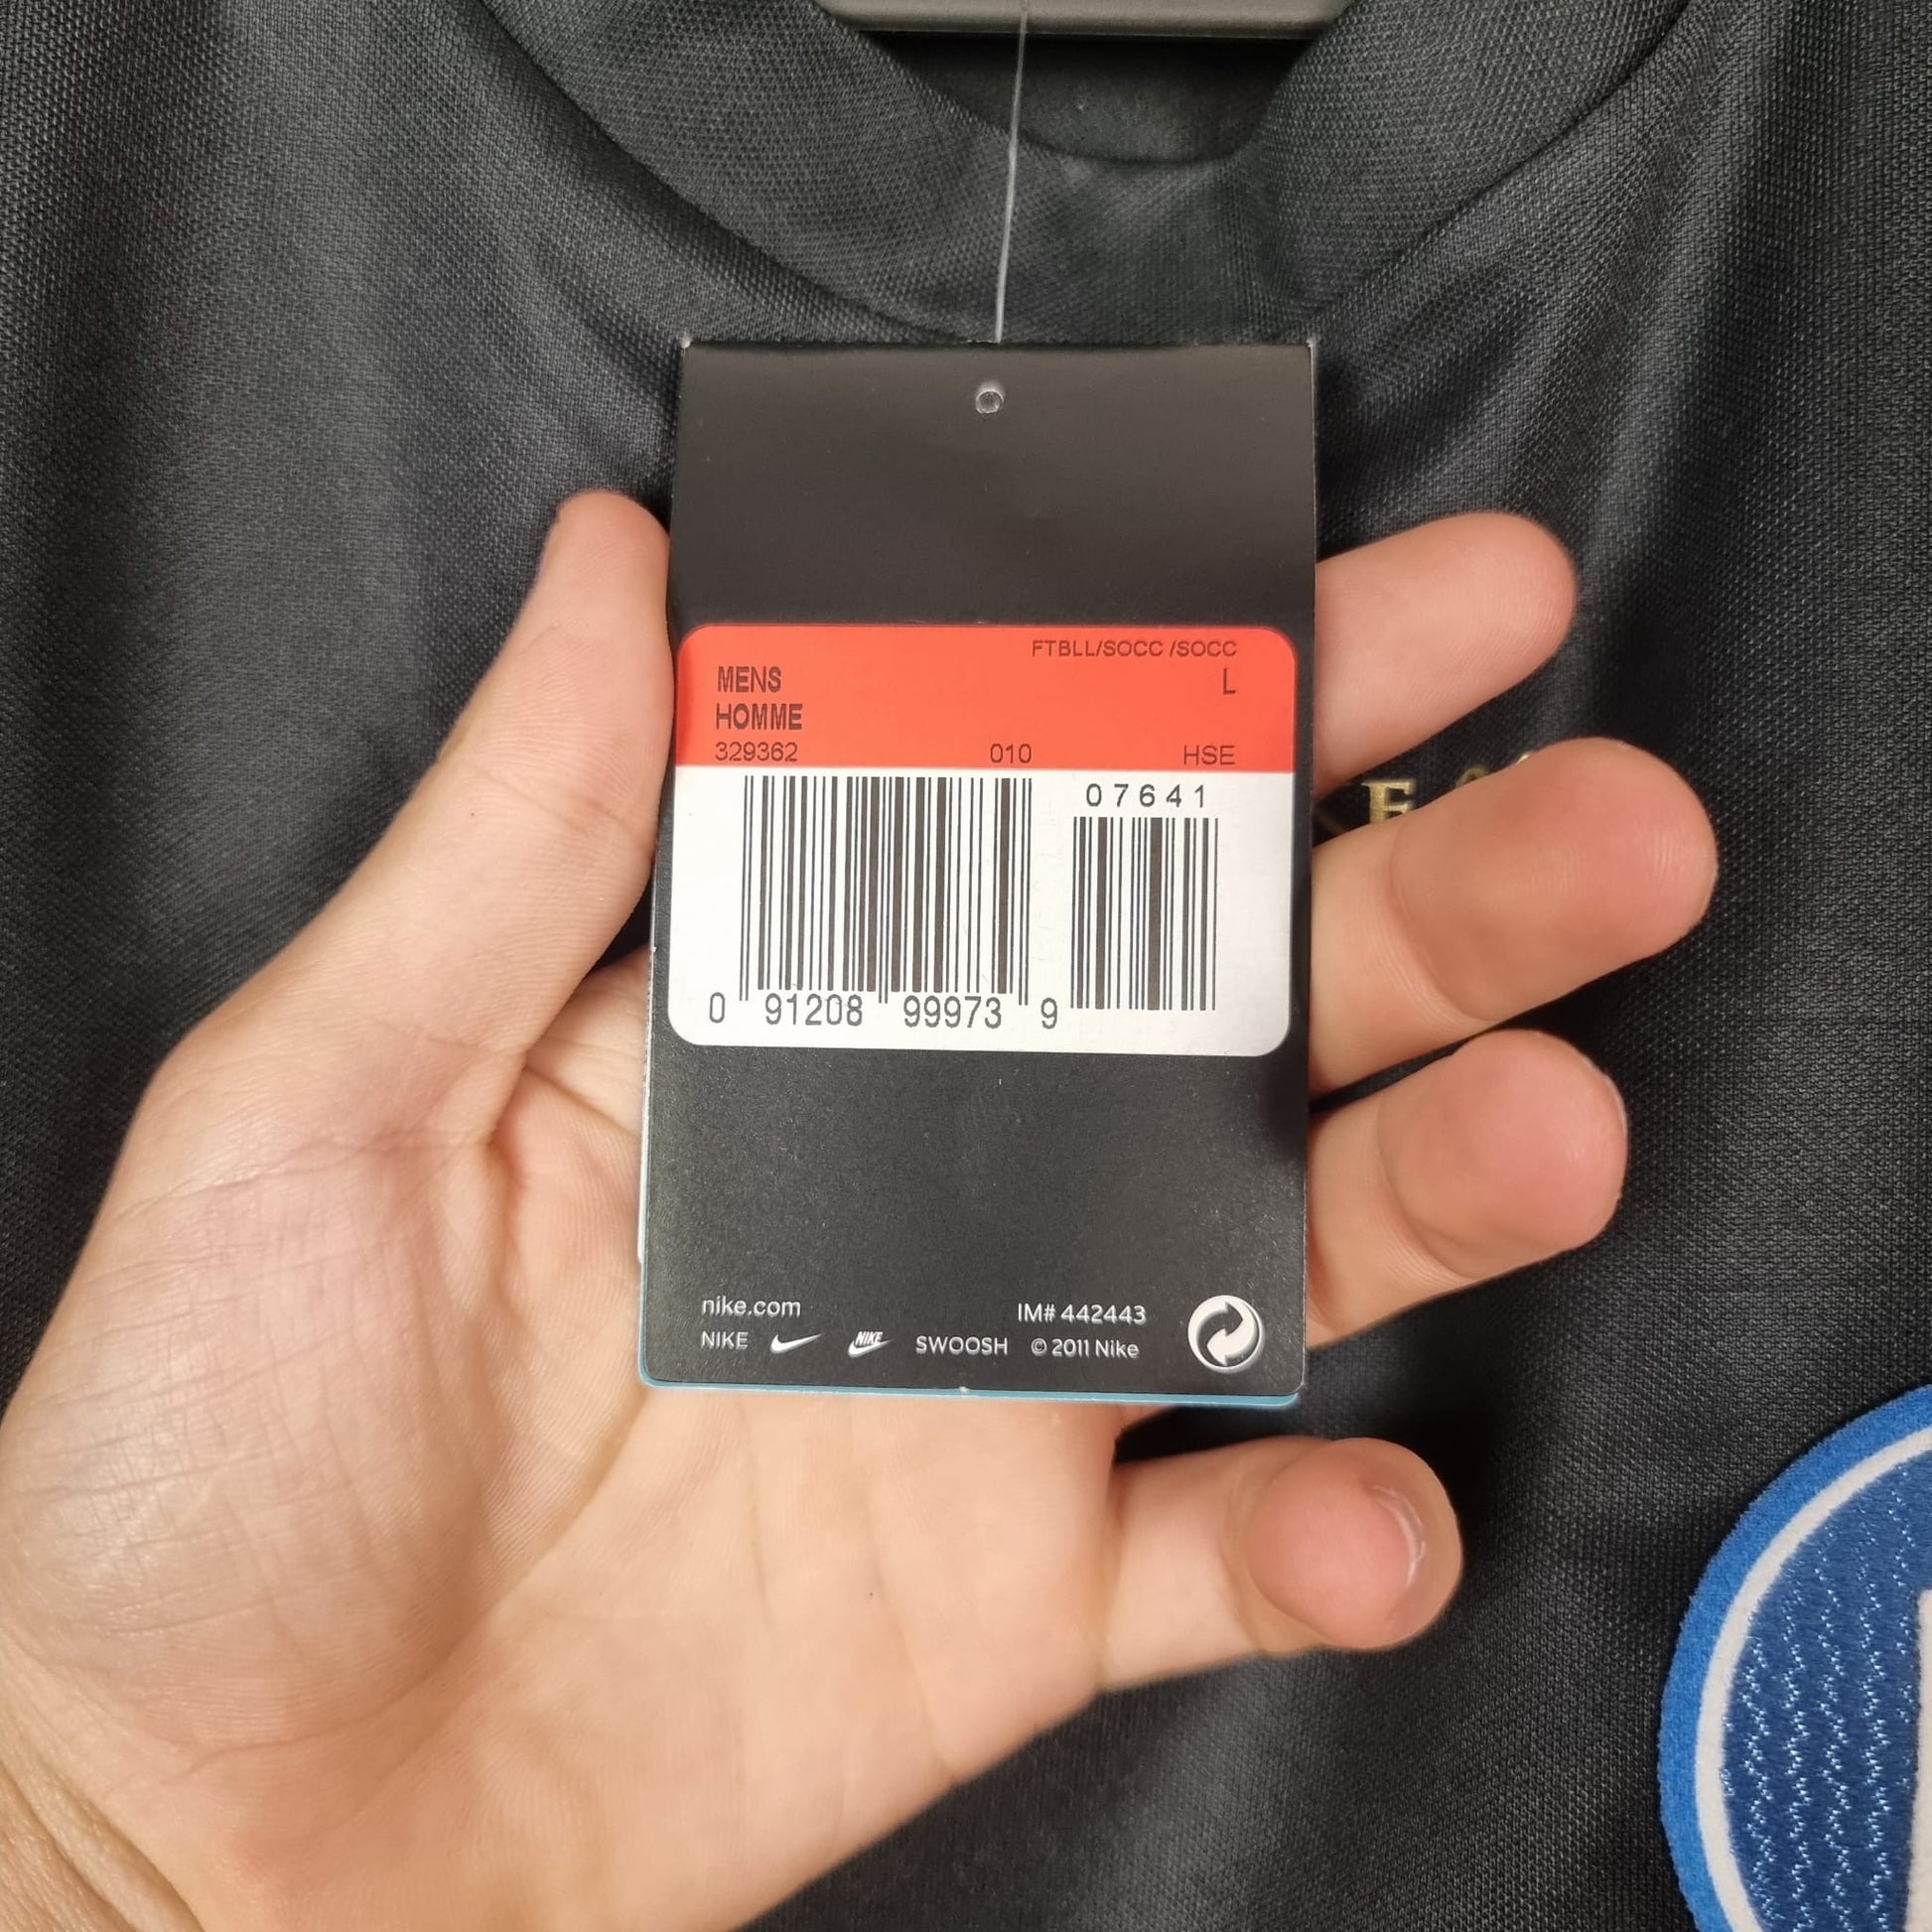 FTBLL/SOCC /SOCC
MENS L
HOMME
329362 010 HSE
07641
0 91208 99973 9
nike.com IM# 442443
NIKE NIKE SWOOSH © 2011 Nike